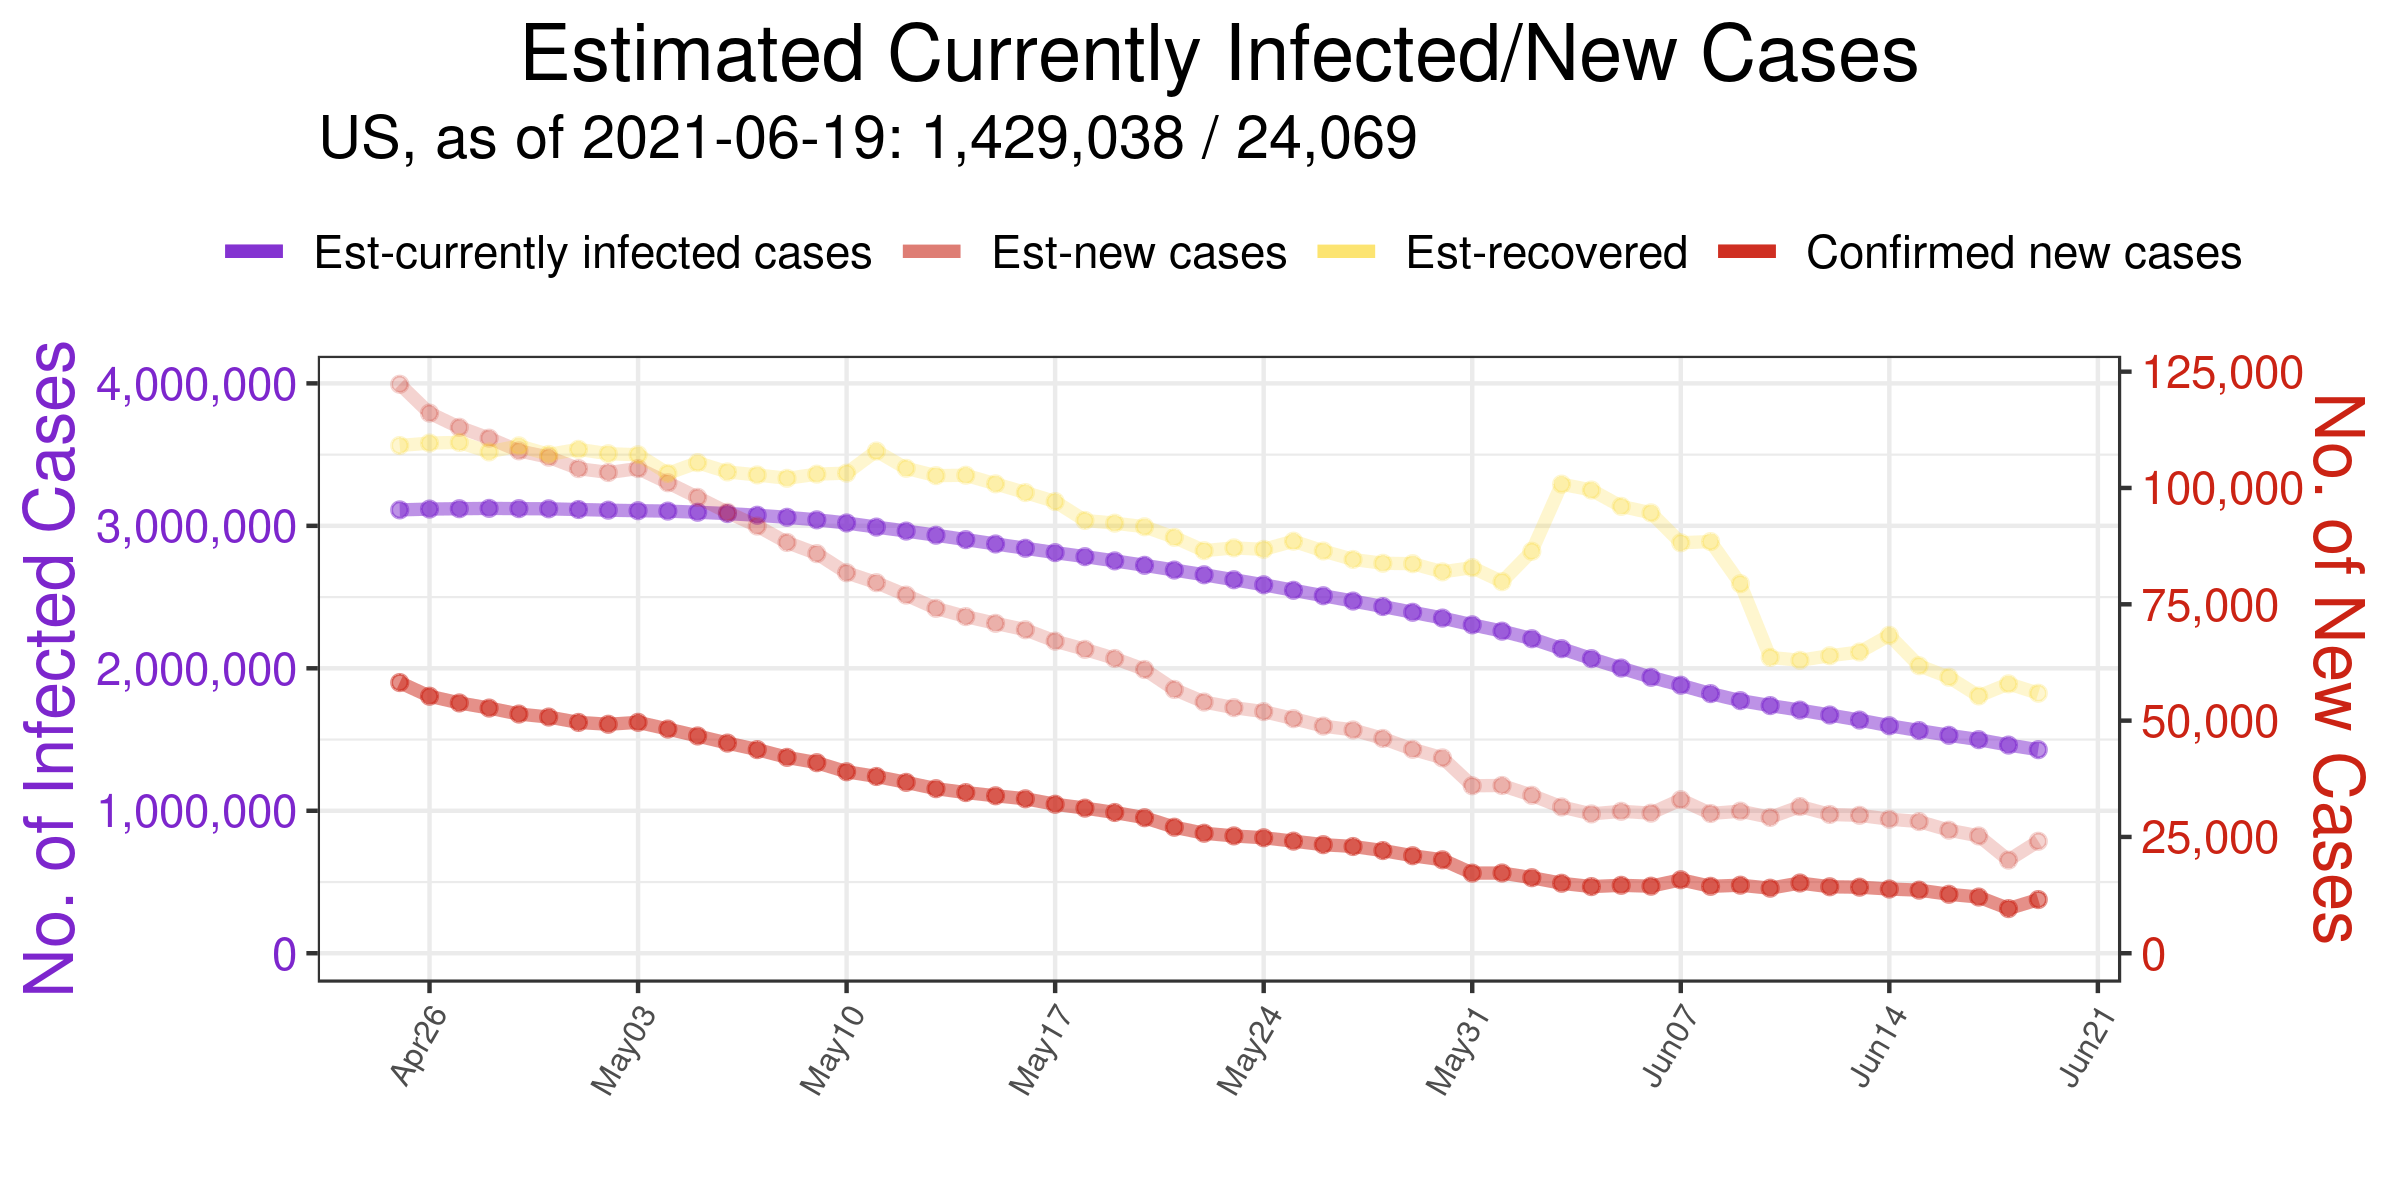 Estimated Currently Infected/New Cases
US, as of 2021-06-19: 1,429,038 / 24,069
Est-currently infected cases Est-new cases Est-recovered Confirmed new cases
No. of Infected Cases
4,000,000
3,000,000
2,000,000
1,000,000
0
125,000
100,000
75,000
50,000
25,000
0
No. of New Cases
Apr26 May03 May10 May17 May24 May31 Jun07 Jun14 Jun21